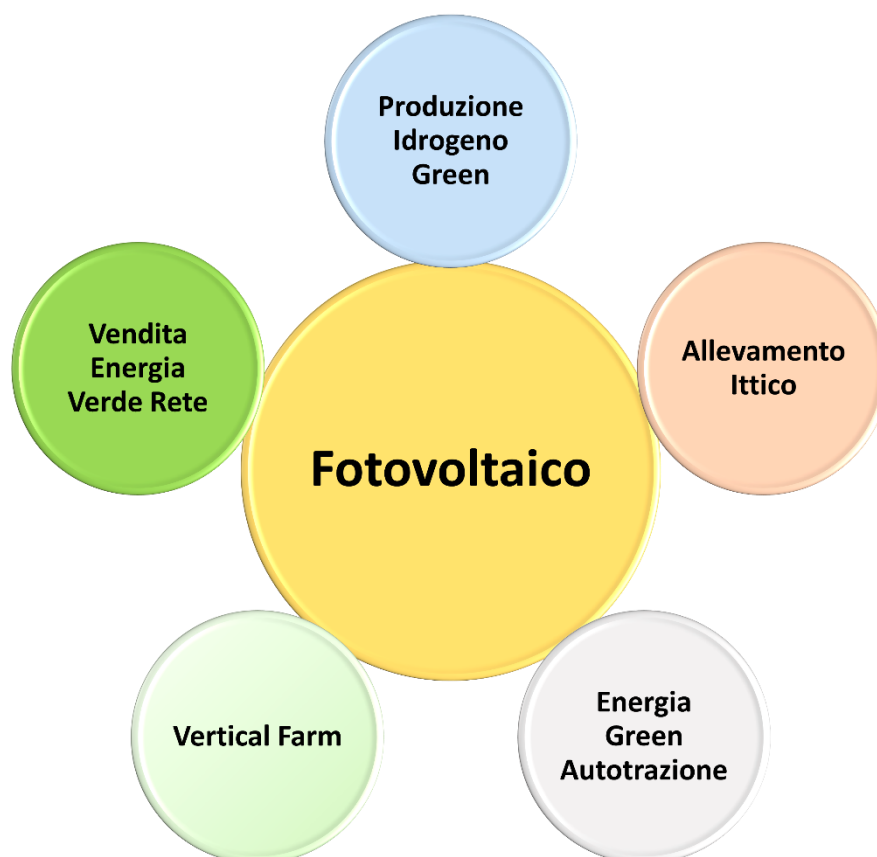 Produzione
Idrogeno
Green
Vendita
Energia
Verde Rete
Allevamento
Ittico
Fotovoltaico
Vertical Farm
Energia
Green
Autotrazione